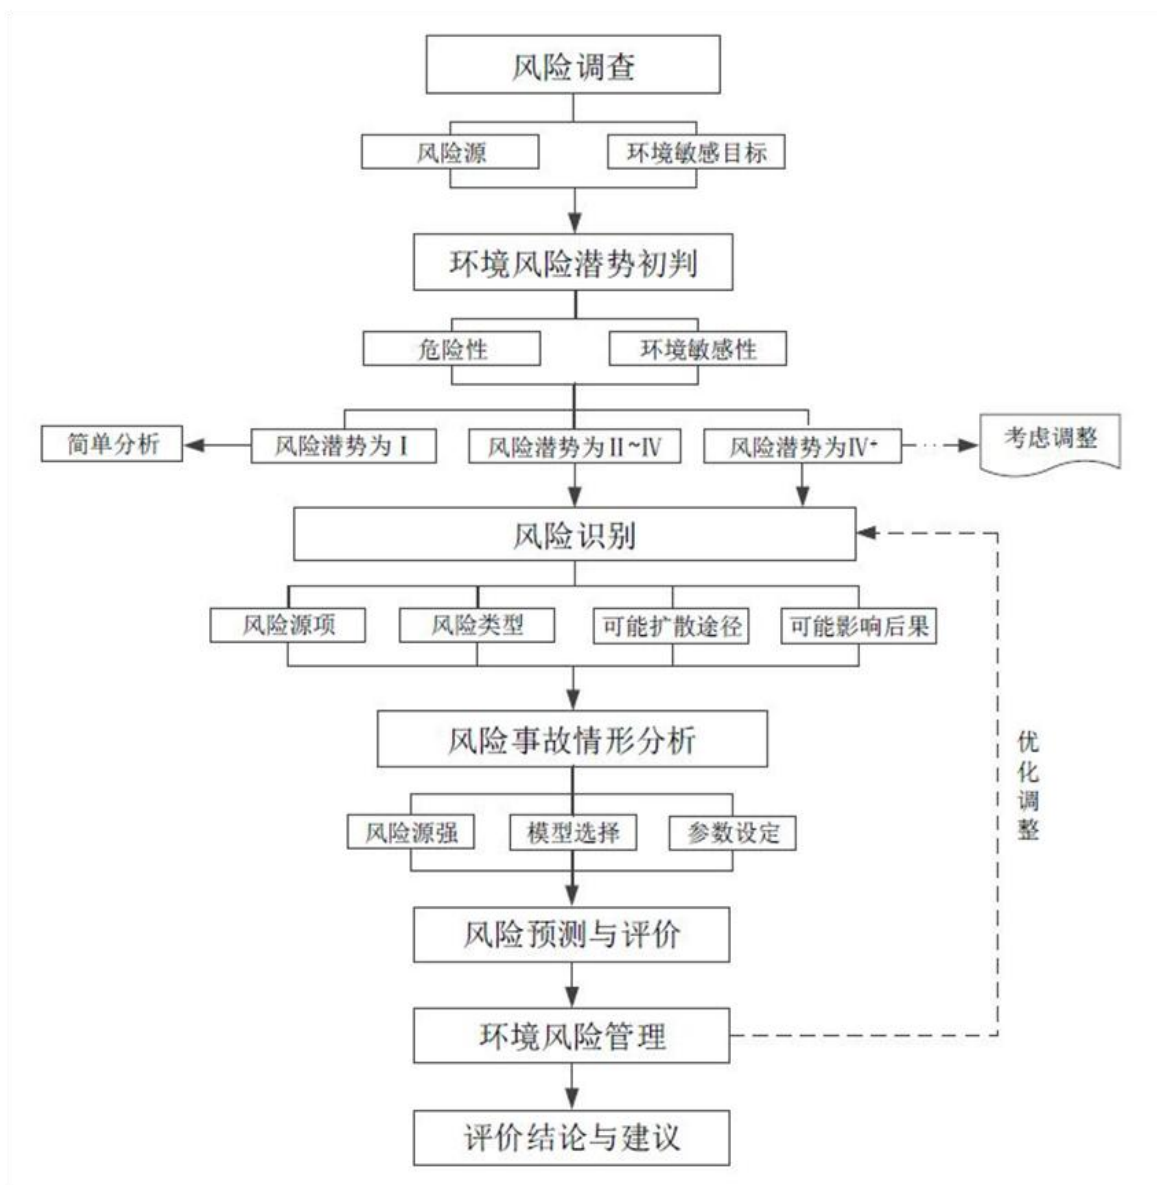 风险调查
风险源
环境敏感目标
环境风险潜势初判
危险性
环境敏感性
简单分析
风险潜势为Ⅰ
风险潜势为Ⅱ~Ⅳ
风险潜势为Ⅳ⁺
考虑调整
风险识别
风险源项
风险类型
可能扩散途径
可能影响后果
风险事故情形分析
优化调整
风险源强
模型选择
参数设定
风险预测与评价
环境风险管理
评价结论与建议